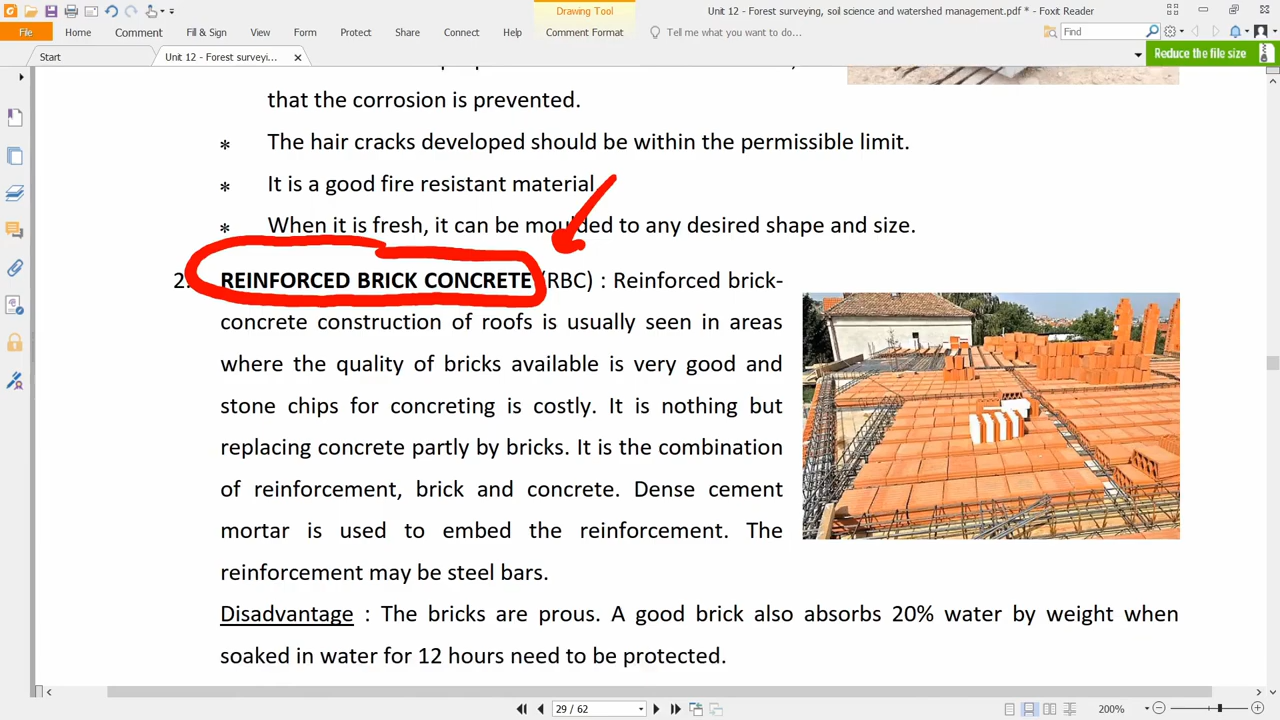 Drawing Tool
Unit 12 - Forest surveying, soil science and watershed management.pdf * - Foxit Reader
File Home Comment Fill & Sign View Form Protect Share Connect Help Comment Format Tell me what you want to do... Find
Start Unit 12 - Forest surveyi... Reduce the file size
that the corrosion is prevented.
* The hair cracks developed should be within the permissible limit.
* It is a good fire resistant material.
* When it is fresh, it can be moulded to any desired shape and size.
2. REINFORCED BRICK CONCRETE (RBC) : Reinforced brick-
concrete construction of roofs is usually seen in areas
where the quality of bricks available is very good and
stone chips for concreting is costly. It is nothing but
replacing concrete partly by bricks. It is the combination
of reinforcement, brick and concrete. Dense cement
mortar is used to embed the reinforcement. The
reinforcement may be steel bars.
Disadvantage : The bricks are prous. A good brick also absorbs 20% water by weight when
soaked in water for 12 hours need to be protected.
29 / 62 200%